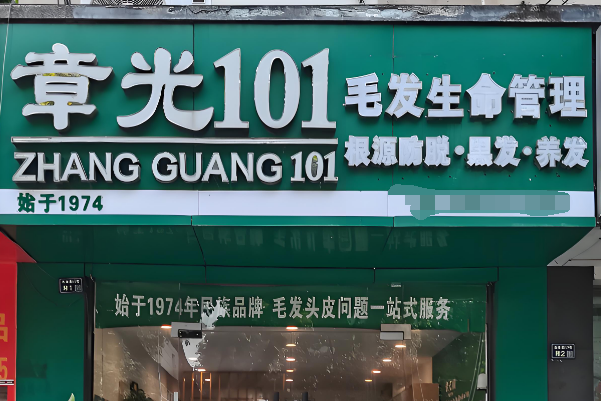 章光101
毛发生命管理
ZHANG GUANG 101
根源防脱·黑发·养发
始于1974
始于1974年民族品牌 毛发头皮问题一站式服务